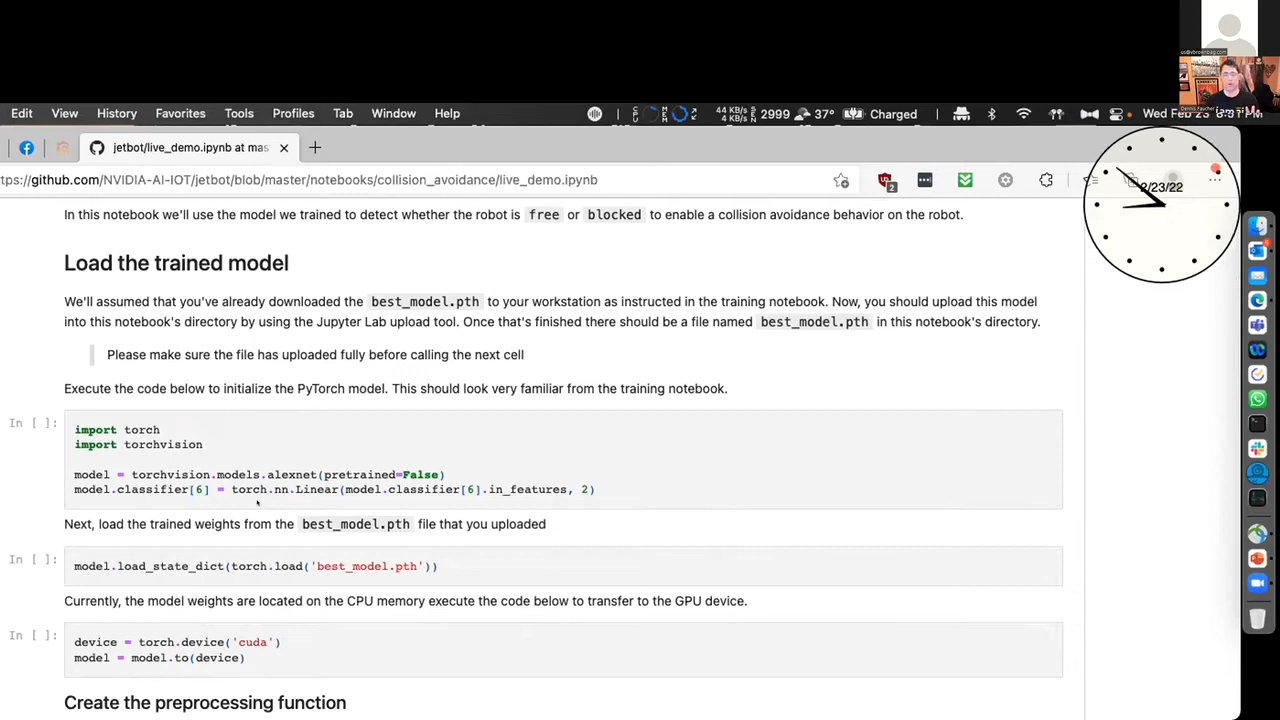 us@vbrownbag.com
Dennis Faucher
Edit View History Favorites Tools Profiles Tab Window Help
44 KB/s
4 KB/s
2999 37° Charged Wed Feb 23
jetbot/live_demo.ipynb at mas
tps://github.com/NVIDIA-AI-IOT/jetbot/blob/master/notebooks/collision_avoidance/live_demo.ipynb
2
2/23/22
In this notebook we'll use the model we trained to detect whether the robot is free or blocked to enable a collision avoidance behavior on the robot.
Load the trained model
We'll assumed that you've already downloaded the best_model.pth to your workstation as instructed in the training notebook. Now, you should upload this model
into this notebook's directory by using the Jupyter Lab upload tool. Once that's finished there should be a file named best_model.pth in this notebook's directory.
Please make sure the file has uploaded fully before calling the next cell
Execute the code below to initialize the PyTorch model. This should look very familiar from the training notebook.
In [ ]:
import torch
import torchvision
model = torchvision.models.alexnet(pretrained=False)
model.classifier[6] = torch.nn.Linear(model.classifier[6].in_features, 2)
Next, load the trained weights from the best_model.pth file that you uploaded
In [ ]:
model.load_state_dict(torch.load('best_model.pth'))
Currently, the model weights are located on the CPU memory execute the code below to transfer to the GPU device.
In [ ]:
device = torch.device('cuda')
model = model.to(device)
Create the preprocessing function